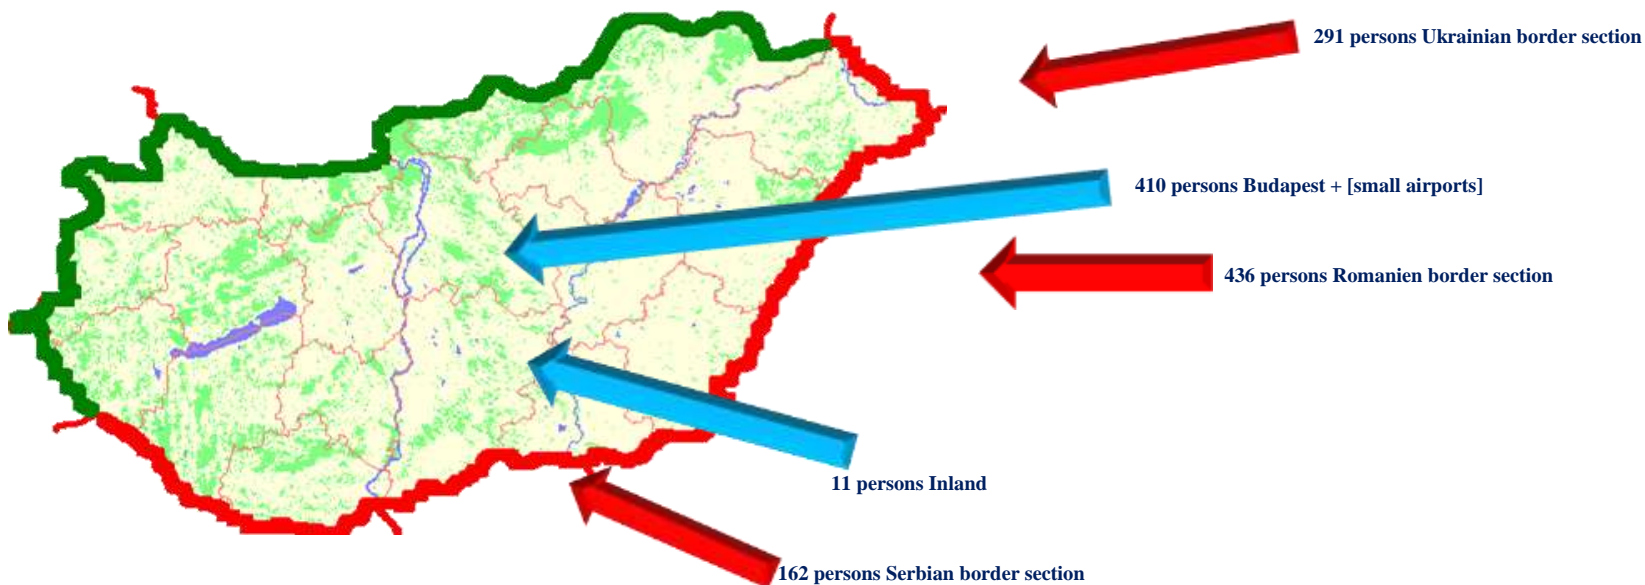 291 persons Ukrainian border section
410 persons Budapest + [small airports]
436 persons Romanien border section
11 persons Inland
162 persons Serbian border section